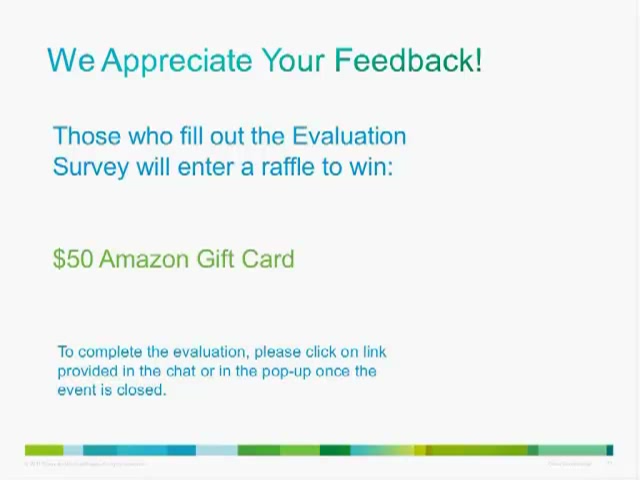 We Appreciate Your Feedback!
Those who fill out the Evaluation
Survey will enter a raffle to win:
$50 Amazon Gift Card
To complete the evaluation, please click on link
provided in the chat or in the pop-up once the
event is closed.